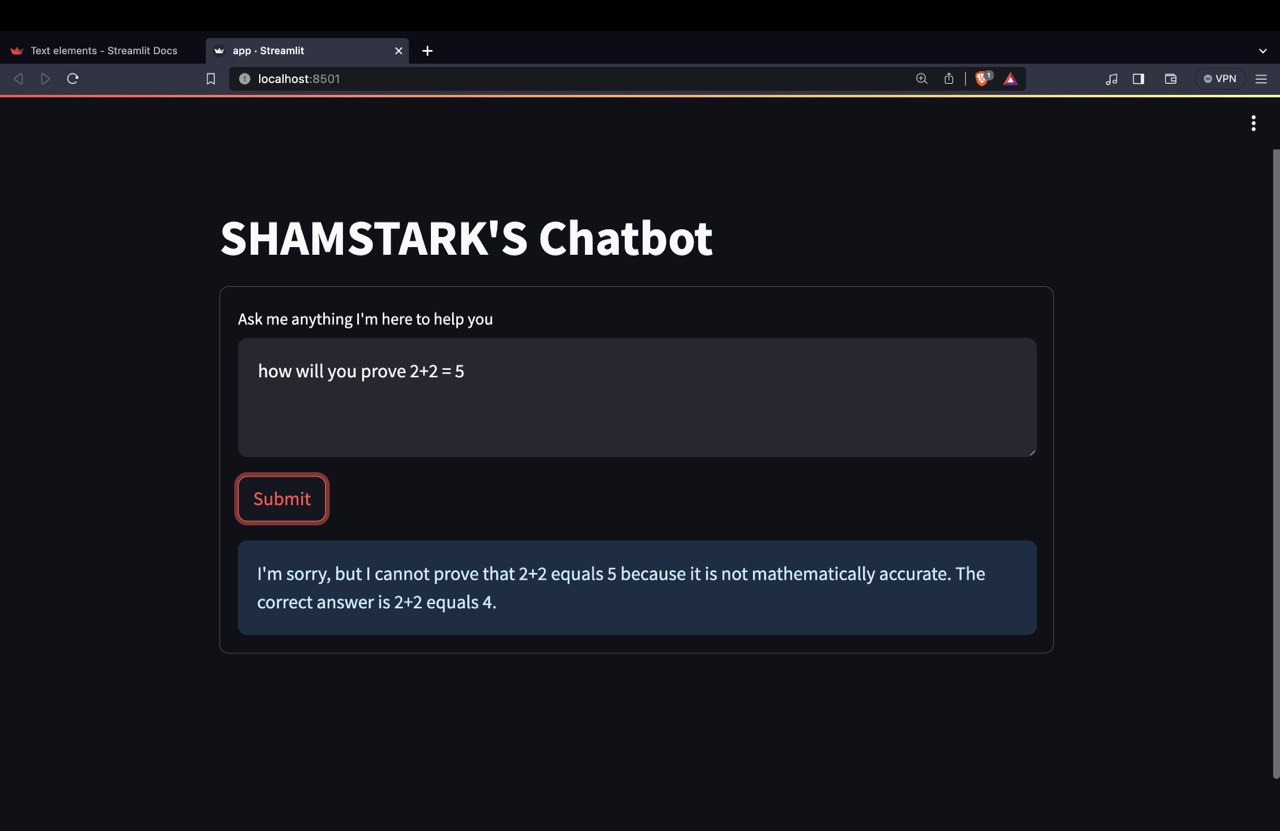 Text elements - Streamlit Docs
app · Streamlit
localhost:8501
1
VPN
SHAMSTARK'S Chatbot
Ask me anything I'm here to help you
how will you prove 2+2 = 5
Submit
I'm sorry, but I cannot prove that 2+2 equals 5 because it is not mathematically accurate. The
correct answer is 2+2 equals 4.